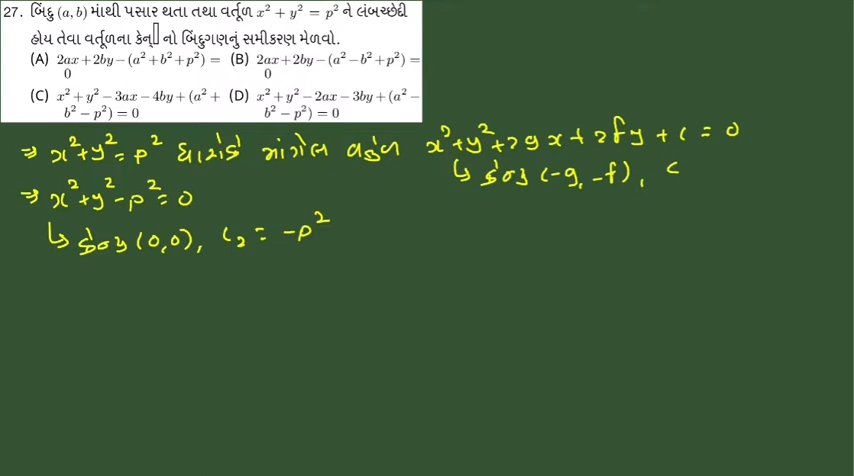 27. બિંદુ (a, b) માંથી પસાર થતા તથા વર્તૂળ x² + y² = p² ને લંબચ્છેદી
હોય તેવા વર્તૂળના કેન્ નો બિંદુગણનું સમીકરણ મેળવો.
(A) 2ax+2by−(a²+b²+p²) = 0 (B) 2ax+2by−(a²−b²+p²) = 0
(C) x²+y²−3ax−4by+(a²+b²−p²) = 0 (D) x²+y²−2ax−3by+(a²−b²−p²) = 0
⇒ x²+y²=p² ધારોકે માંગેલ વર્તુળ x²+y²+2gx+2fy+c=0
↳ કેન્દ્ર (-g,-f), c
⇒ x²+y²-p²=0
↳ કેન્દ્ર (0,0), c₂ = -p²